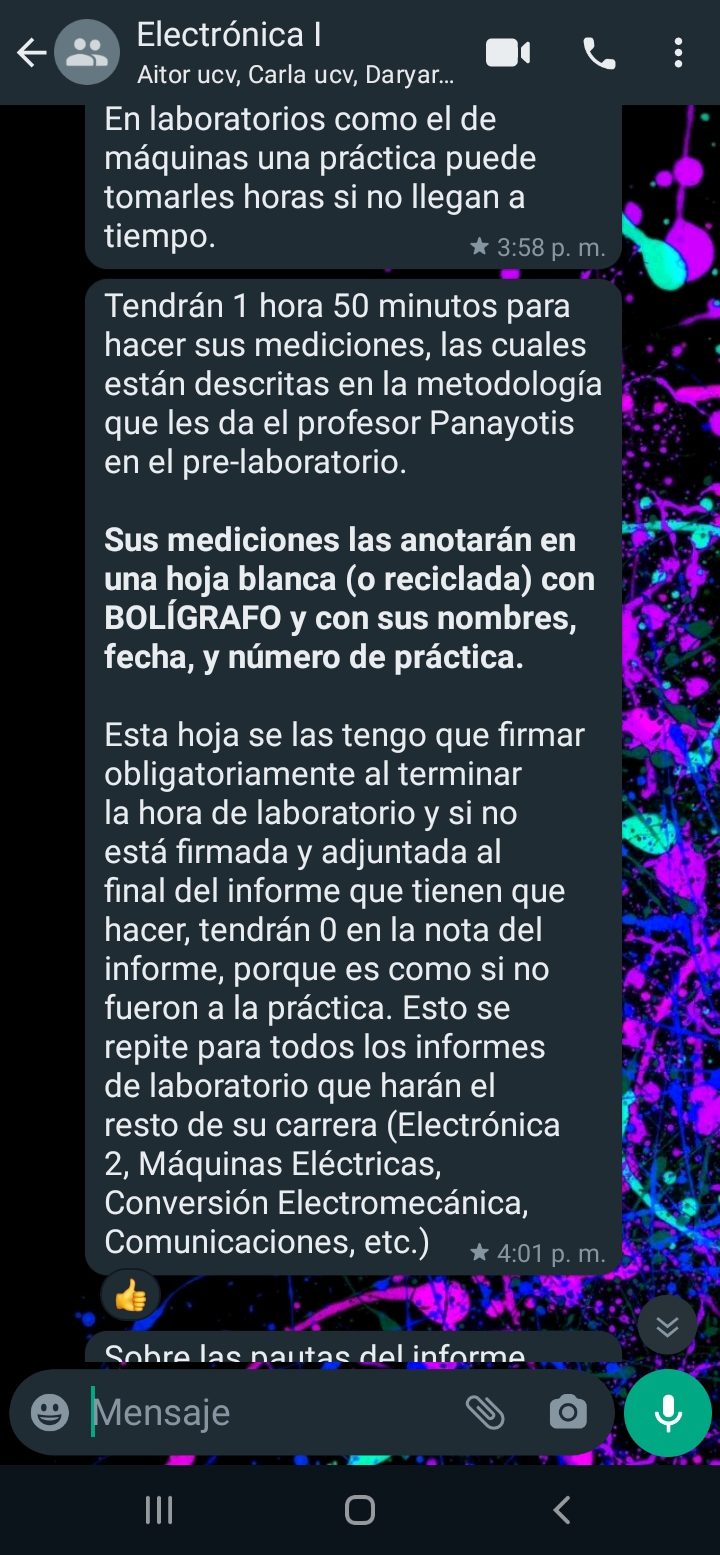 Electrónica I
Aitor ucv, Carla ucv, Daryar...
En laboratorios como el de
máquinas una práctica puede
tomarles horas si no llegan a
tiempo.
3:58 p. m.
Tendrán 1 hora 50 minutos para
hacer sus mediciones, las cuales
están descritas en la metodología
que les da el profesor Panayotis
en el pre-laboratorio.
Sus mediciones las anotarán en
una hoja blanca (o reciclada) con
BOLÍGRAFO y con sus nombres,
fecha, y número de práctica.
Esta hoja se las tengo que firmar
obligatoriamente al terminar
la hora de laboratorio y si no
está firmada y adjuntada al
final del informe que tienen que
hacer, tendrán 0 en la nota del
informe, porque es como si no
fueron a la práctica. Esto se
repite para todos los informes
de laboratorio que harán el
resto de su carrera (Electrónica
2, Máquinas Eléctricas,
Conversión Electromecánica,
Comunicaciones, etc.)
4:01 p. m.
Sobre las pautas del informe
Mensaje